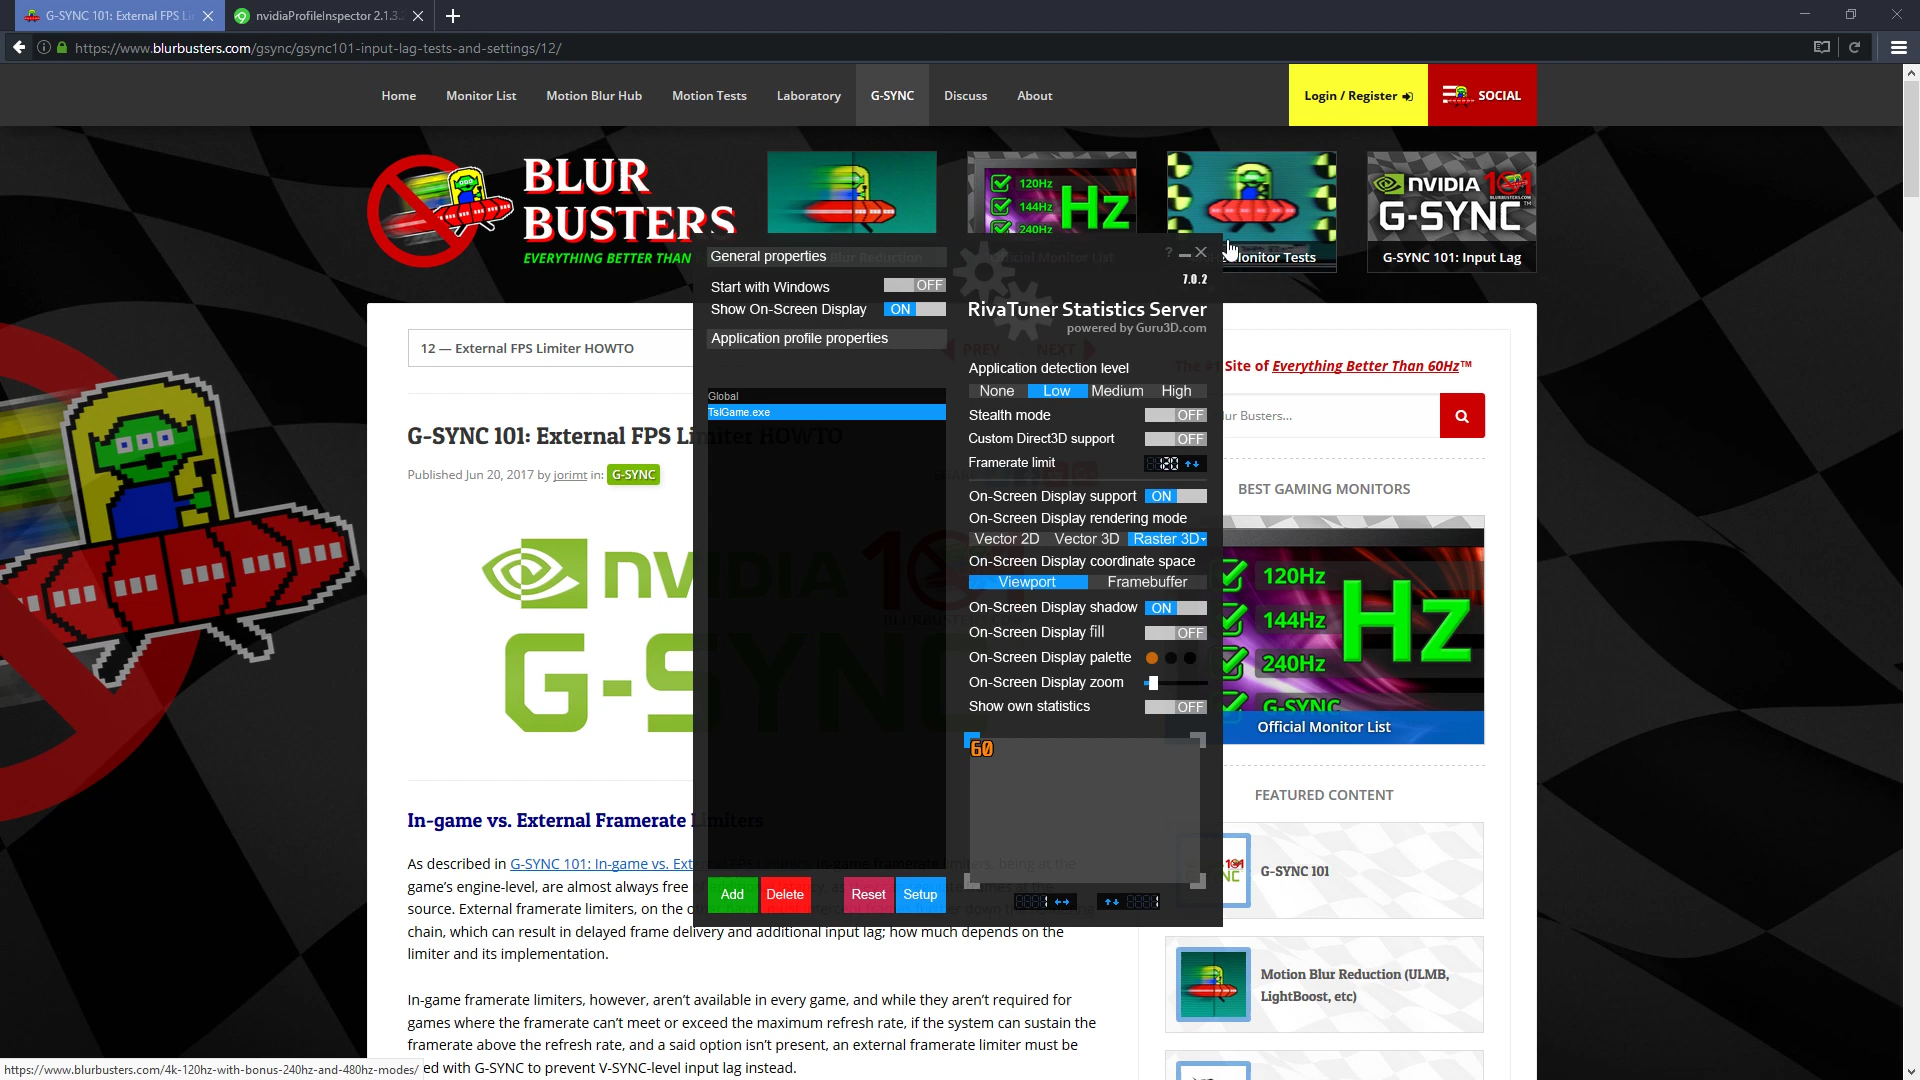 G-SYNC 101: External FPS Li
nvidiaProfileInspector 2.1.3.
https://www.blurbusters.com/gsync/gsync101-input-lag-tests-and-settings/12/
Home
Monitor List
Motion Blur Hub
Motion Tests
Laboratory
G-SYNC
Discuss
About
Login / Register
SOCIAL
BLUR
BUSTERS
EVERYTHING BETTER THAN
120Hz
144Hz
240Hz
Hz
Monitor Tests
NVIDIA 101
G-SYNC
G-SYNC 101: Input Lag
General properties
Start with Windows OFF
Show On-Screen Display ON
Application profile properties
Global
TslGame.exe
Add
Delete
Reset
Setup
?
7.0.2
RivaTuner Statistics Server
powered by Guru3D.com
PREV NEXT
Application detection level
None Low Medium High
Stealth mode OFF
Custom Direct3D support OFF
Framerate limit 120
On-Screen Display support ON
On-Screen Display rendering mode
Vector 2D Vector 3D Raster 3D
On-Screen Display coordinate space
Viewport Framebuffer
On-Screen Display shadow ON
On-Screen Display fill OFF
On-Screen Display palette
On-Screen Display zoom
Show own statistics OFF
60
12 — External FPS Limiter HOWTO
G-SYNC 101: External FPS Limiter HOWTO
Published Jun 20, 2017 by jorimt in: G-SYNC
NVIDIA 101
G-SYNC
In-game vs. External Framerate Limiters
As described in G-SYNC 101: In-game vs. Ext
game's engine-level, are almost always free
source. External framerate limiters, on the
chain, which can result in delayed frame delivery and additional input lag; how much depends on the
limiter and its implementation.
In-game framerate limiters, however, aren't available in every game, and while they aren't required for
games where the framerate can't meet or exceed the maximum refresh rate, if the system can sustain the
framerate above the refresh rate, and a said option isn't present, an external framerate limiter must be
ed with G-SYNC to prevent V-SYNC-level input lag instead.
https://www.blurbusters.com/4k-120hz-with-bonus-240hz-and-480hz-modes/
Site of Everything Better Than 60Hz™
ur Busters...
BEST GAMING MONITORS
120Hz
144Hz
240Hz
G-SYNC
Hz
Official Monitor List
FEATURED CONTENT
G-SYNC 101
Motion Blur Reduction (ULMB,
LightBoost, etc)